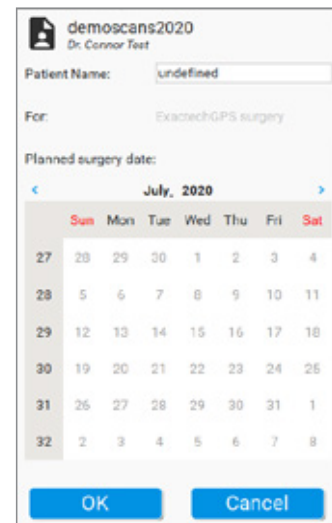 demoscans2020
Dr. Connor Test
Patient Name: undefined
For: ExactechGPS surgery
Planned surgery date:
< July, 2020 >
Sun Mon Tue Wed Thu Fri Sat
27 28 29 30 1 2 3 4
28 5 6 7 8 9 10 11
29 12 13 14 15 16 17 18
30 19 20 21 22 23 24 25
31 26 27 28 29 30 31 1
32 2 3 4 5 6 7 8
OK Cancel